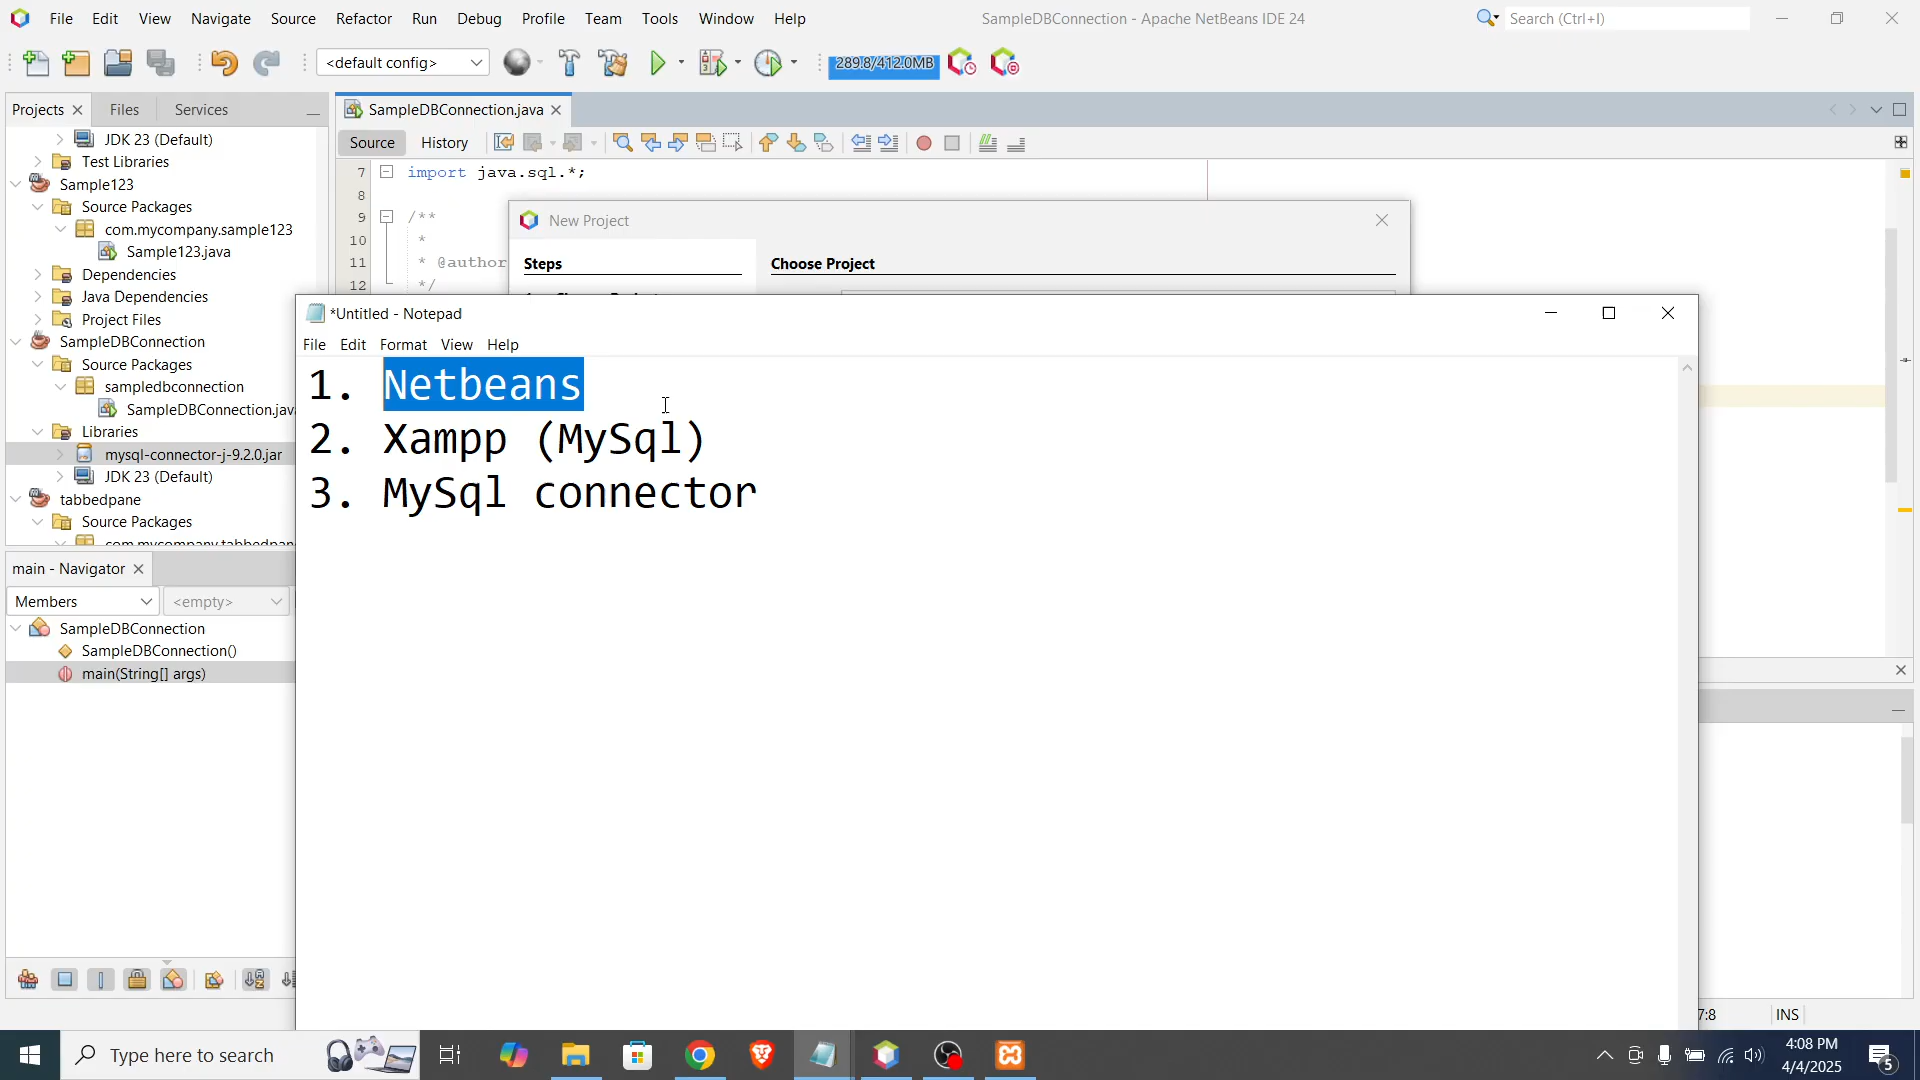 File Edit View Navigate Source Refactor Run Debug Profile Team Tools Window Help
SampleDBConnection - Apache NetBeans IDE 24
Search (Ctrl+I)
<default config>
289.8/412.0MB
Projects
Files
Services
SampleDBConnection.java
Source
History
JDK 23 (Default)
Test Libraries
Sample123
Source Packages
com.mycompany.sample123
Sample123.java
Dependencies
Java Dependencies
Project Files
SampleDBConnection
Source Packages
sampledbconnection
SampleDBConnection.java
Libraries
mysql-connector-j-9.2.0.jar
JDK 23 (Default)
tabbedpane
Source Packages
com.mycompany.tabbedpan
7 import java.sql.*;
8
9 /**
10 *
11 * @author
12 */
New Project
Steps
Choose Project
*Untitled - Notepad
File Edit Format View Help
1. Netbeans
2. Xampp (MySql)
3. MySql connector
main - Navigator
Members
<empty>
SampleDBConnection
SampleDBConnection()
main(String[] args)
7:8
INS
Type here to search
4:08 PM
4/4/2025
5